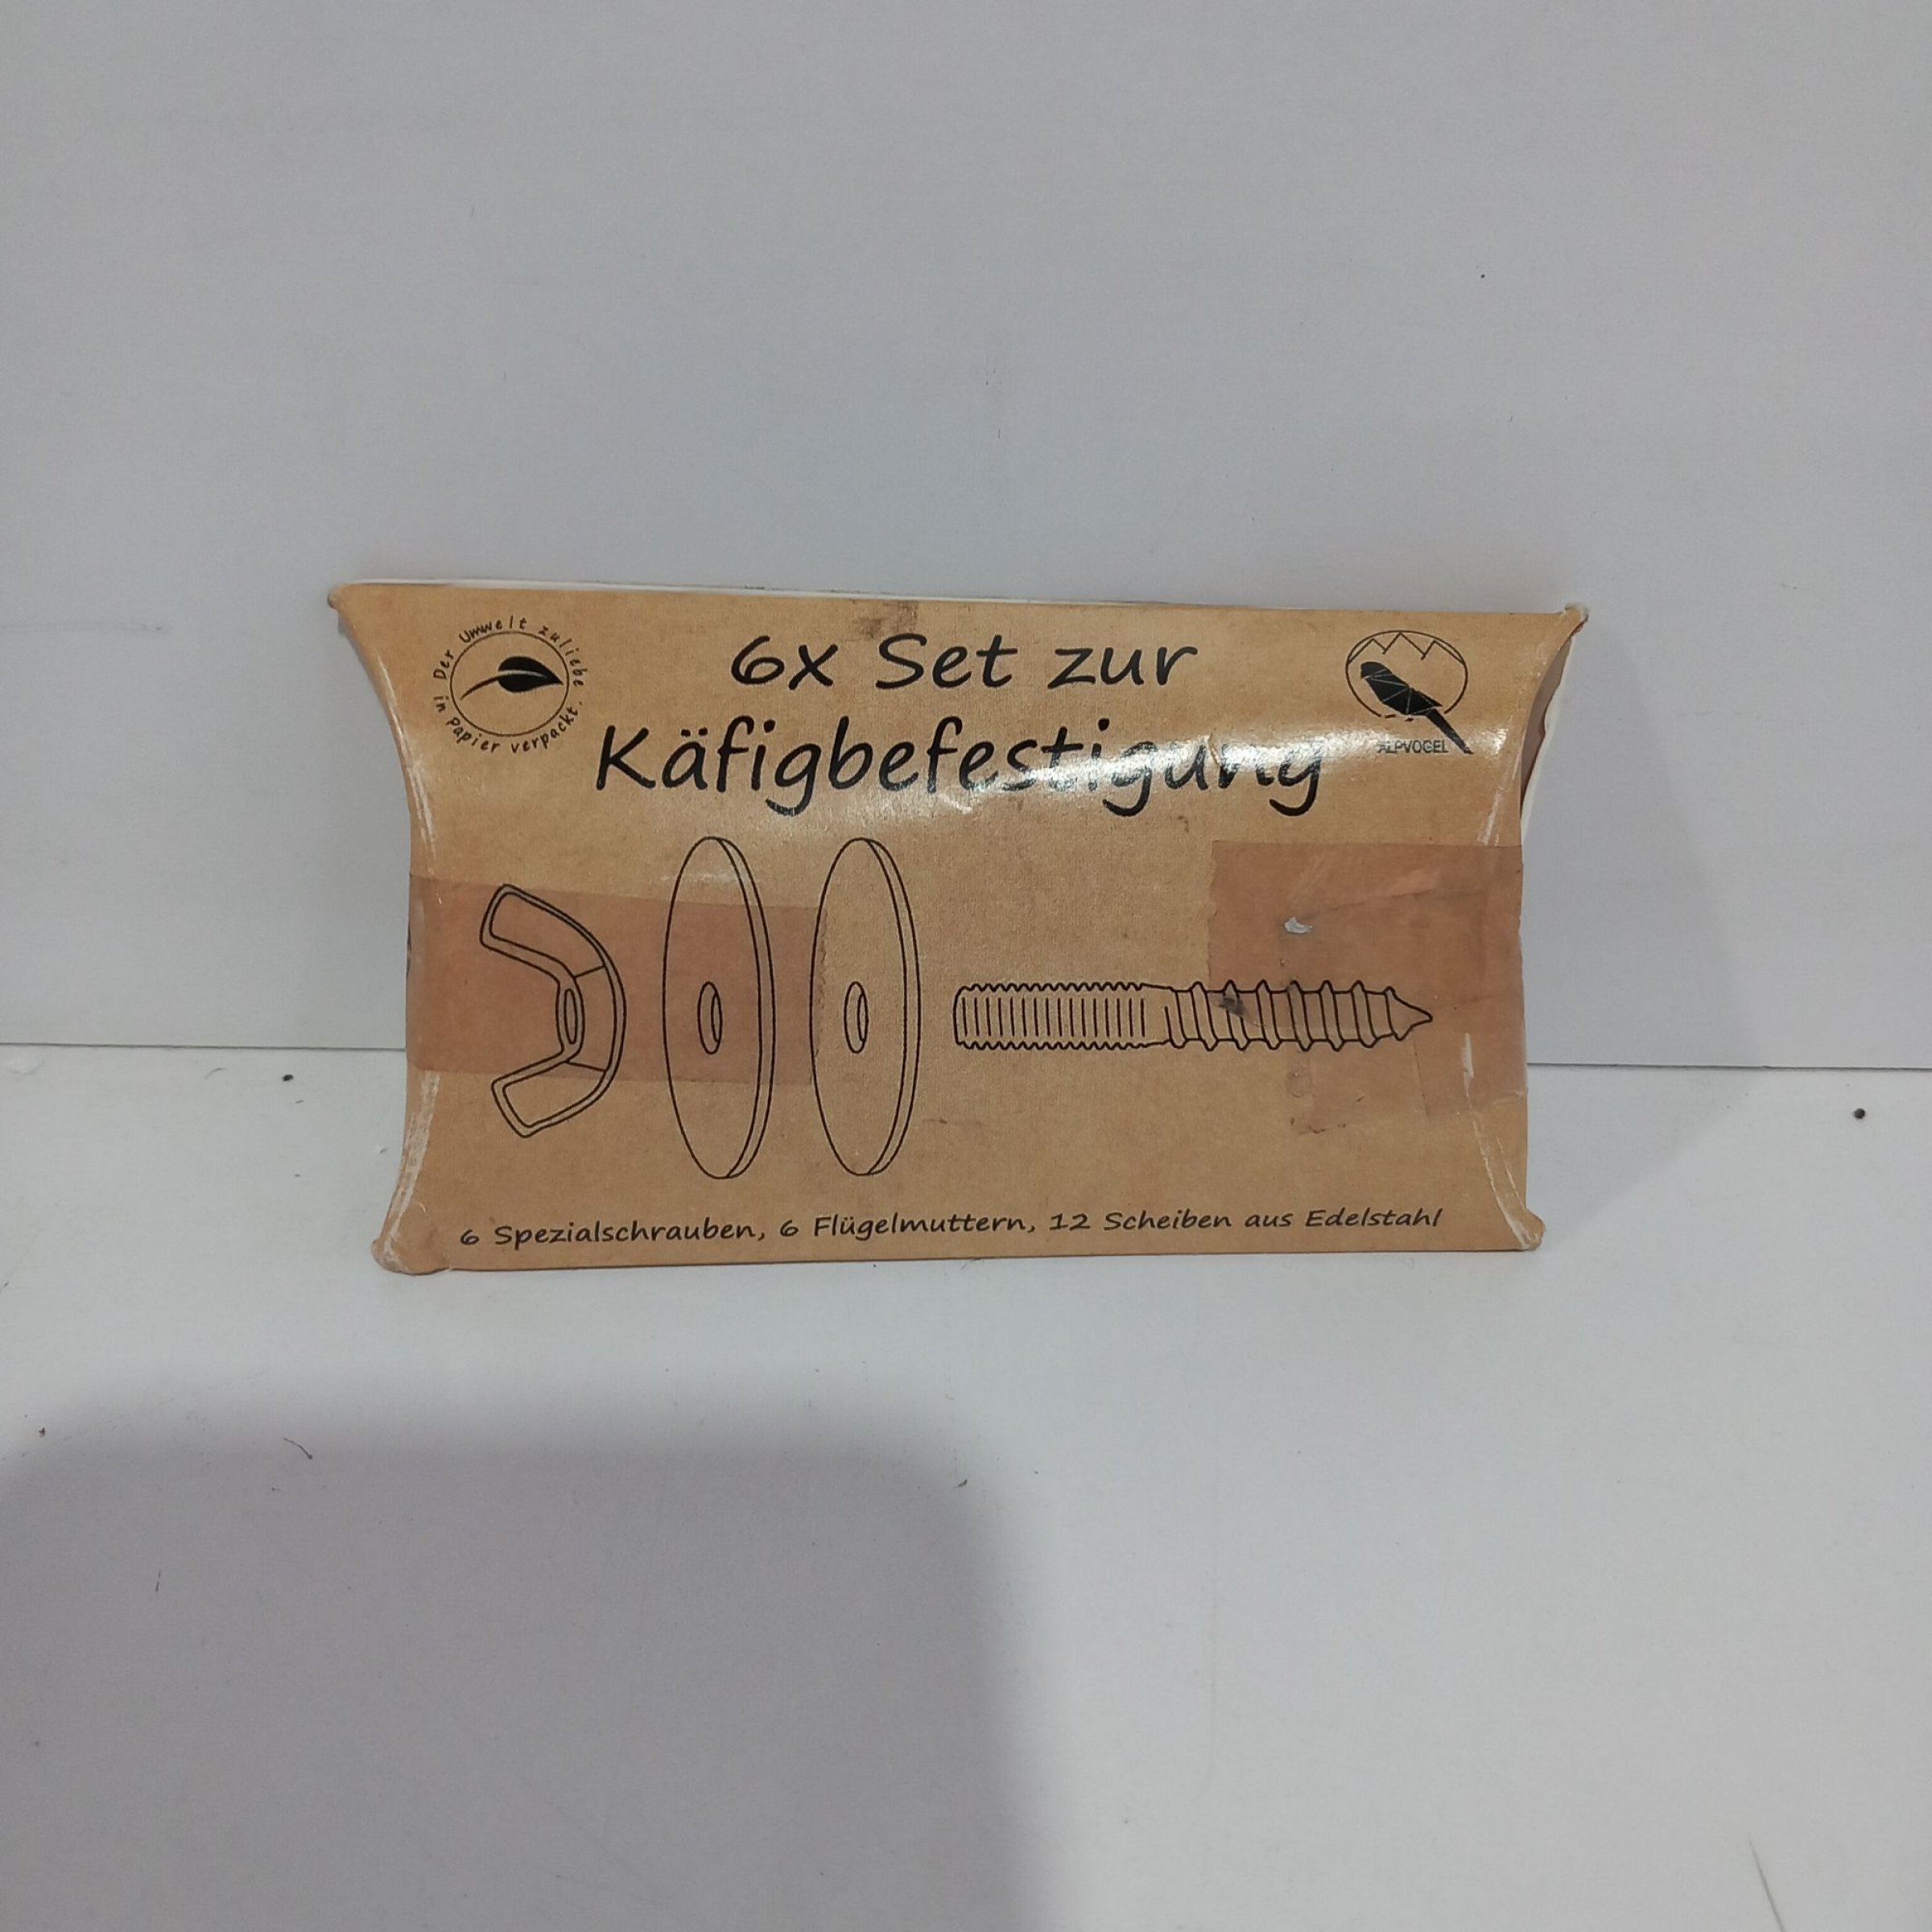 Der Umwelt zuliebe
in Papier verpackt.
6x Set zur
Käfigbefestigung
ALPVOGEL
6 Spezialschrauben, 6 Flügelmuttern, 12 Scheiben aus Edelstahl